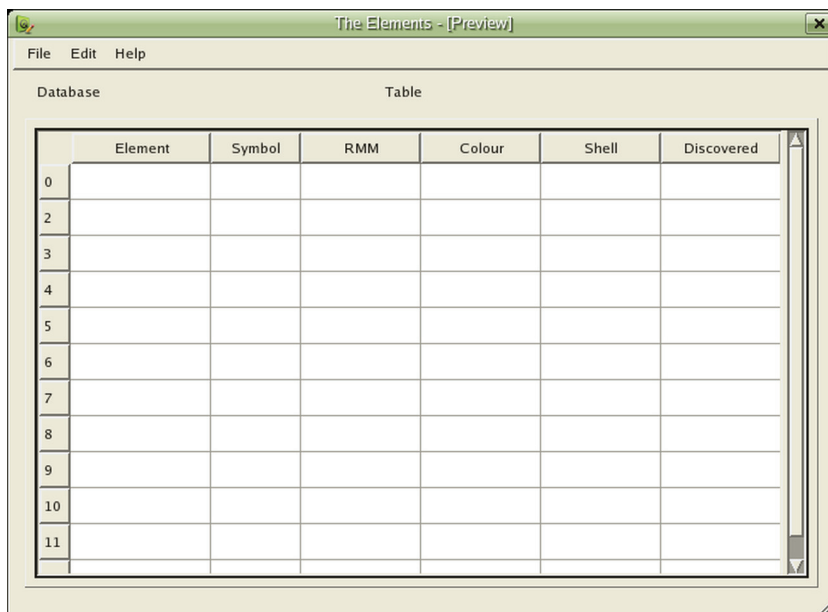 The Elements - [Preview]
File Edit Help
Database Table
Element Symbol RMM Colour Shell Discovered
0
2
3
4
5
6
7
8
9
10
11